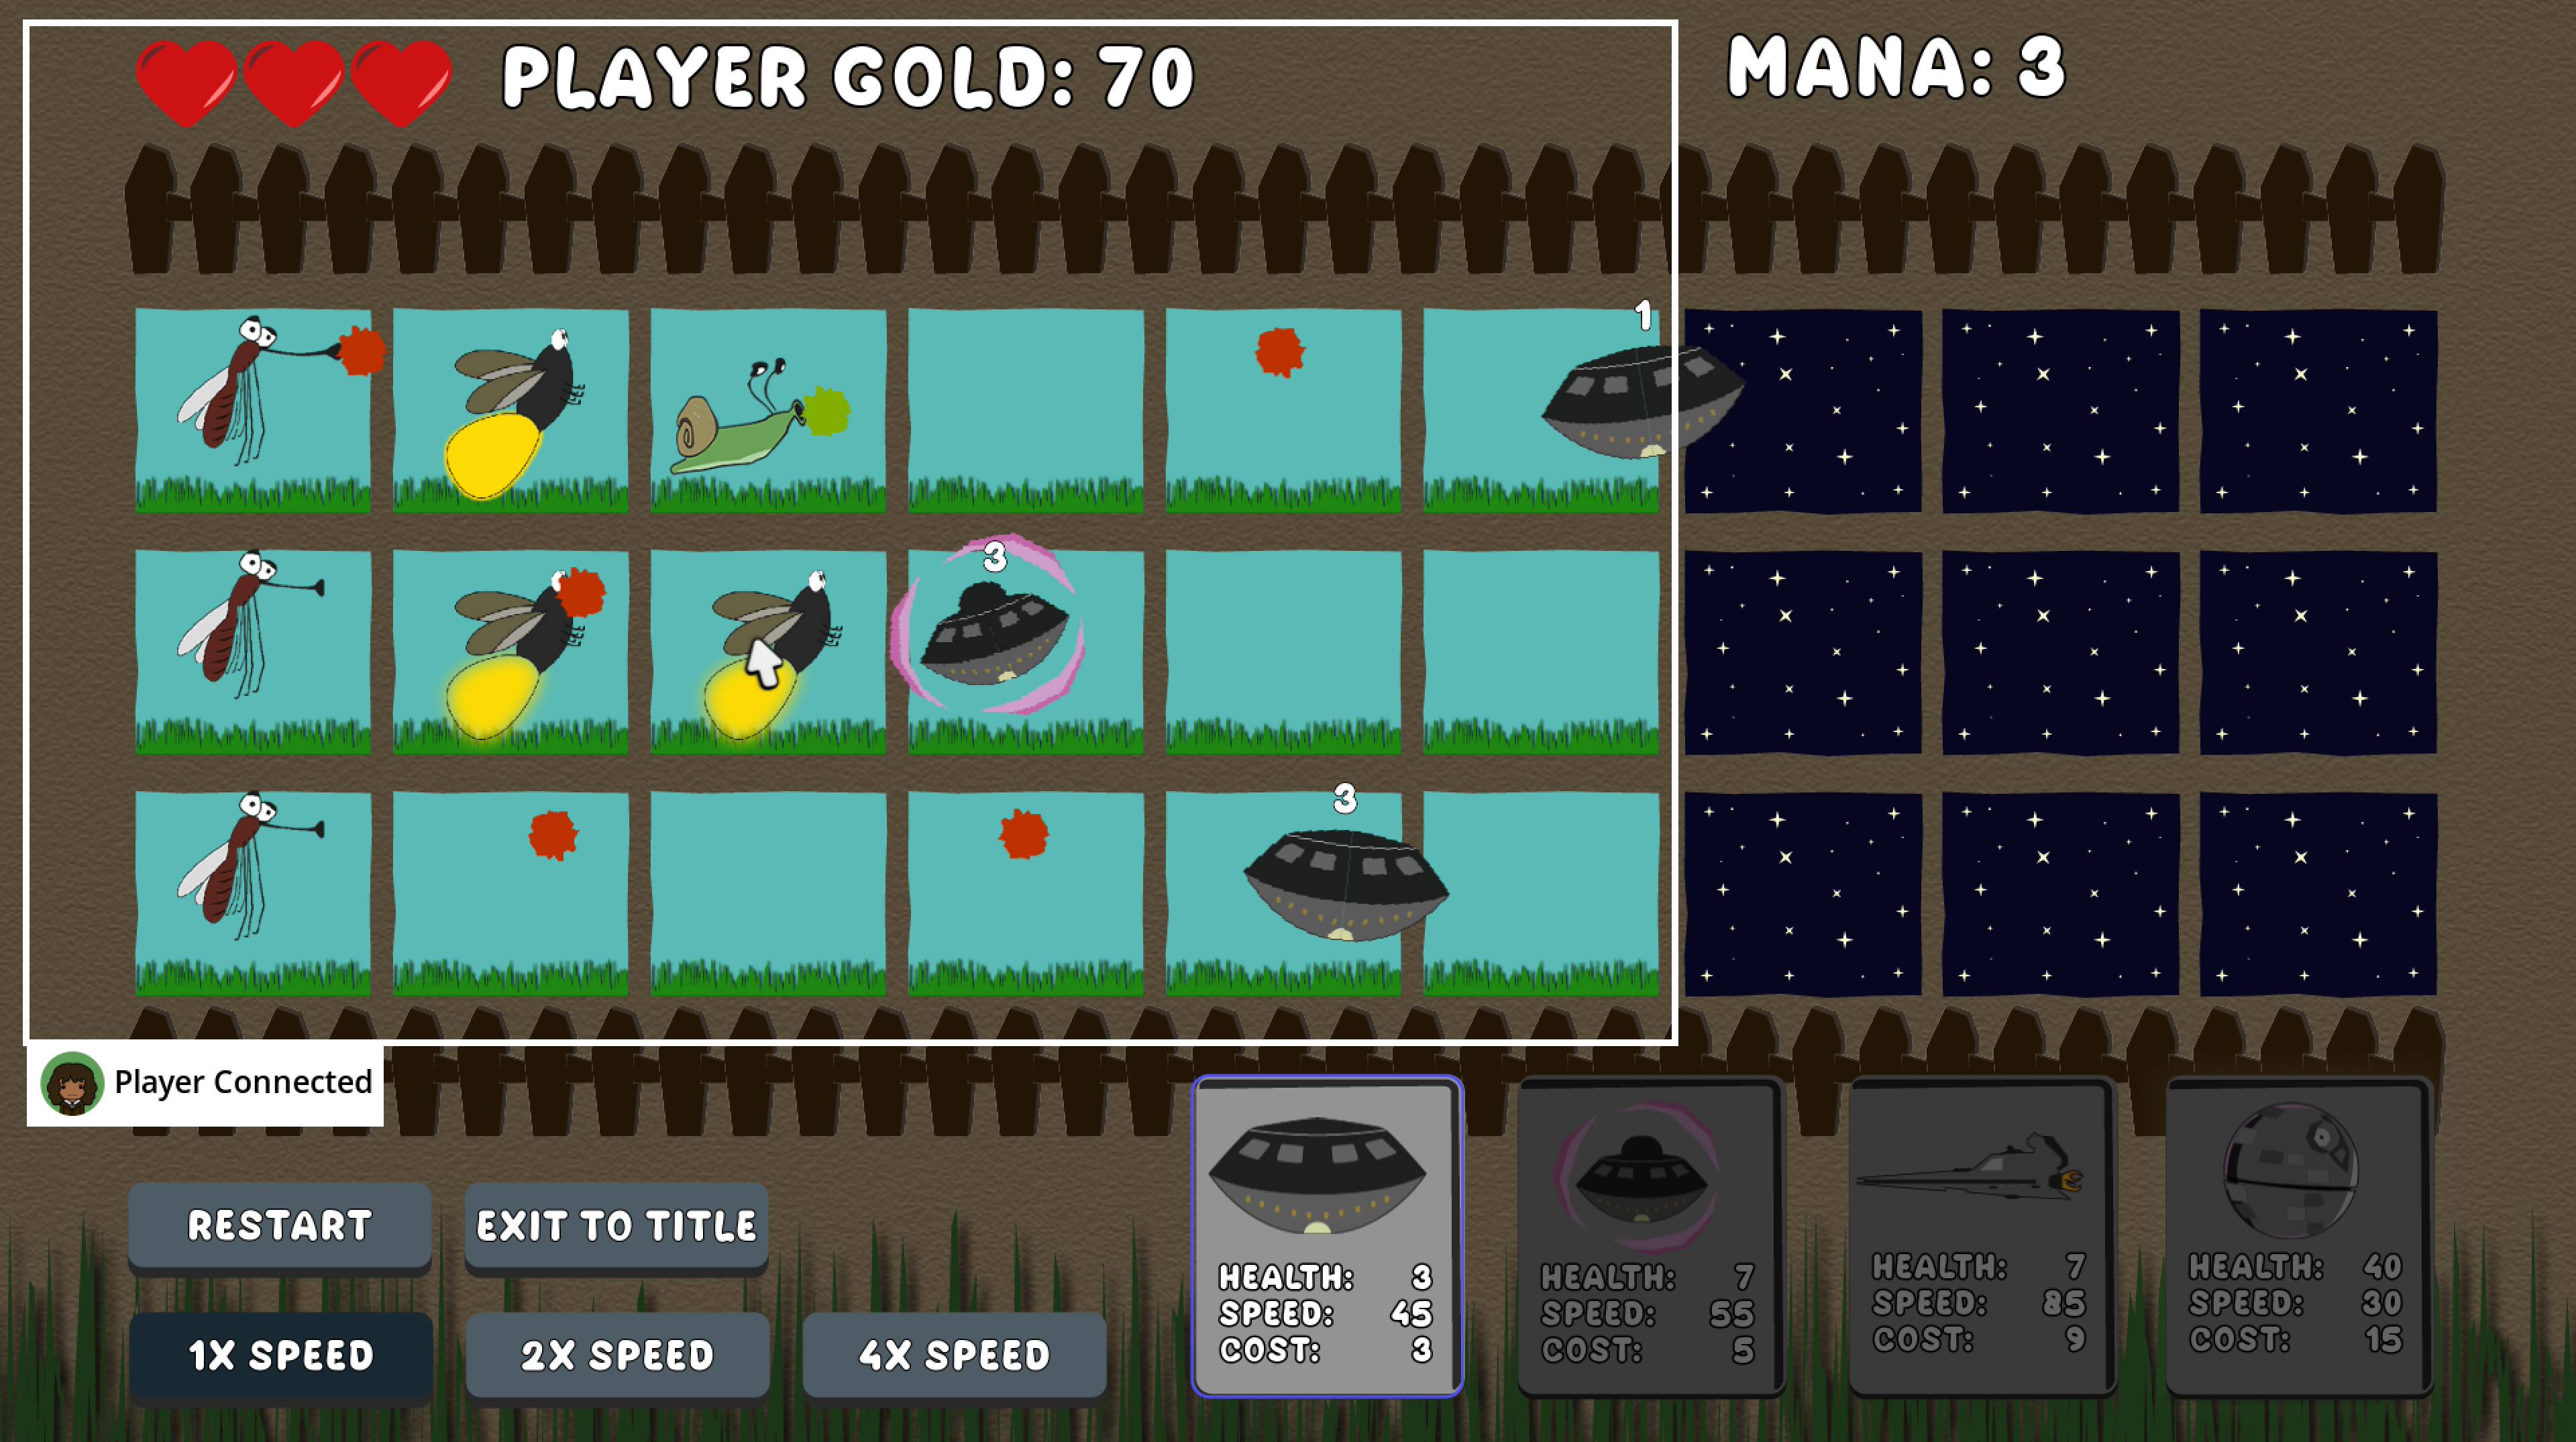 PLAYER GOLD: 70
MANA: 3
1
3
3
Player Connected
RESTART
EXIT TO TITLE
1X SPEED
2X SPEED
4X SPEED
HEALTH: 3
SPEED: 45
COST: 3
HEALTH: 7
SPEED: 55
COST: 5
HEALTH: 7
SPEED: 85
COST: 9
HEALTH: 40
SPEED: 30
COST: 15